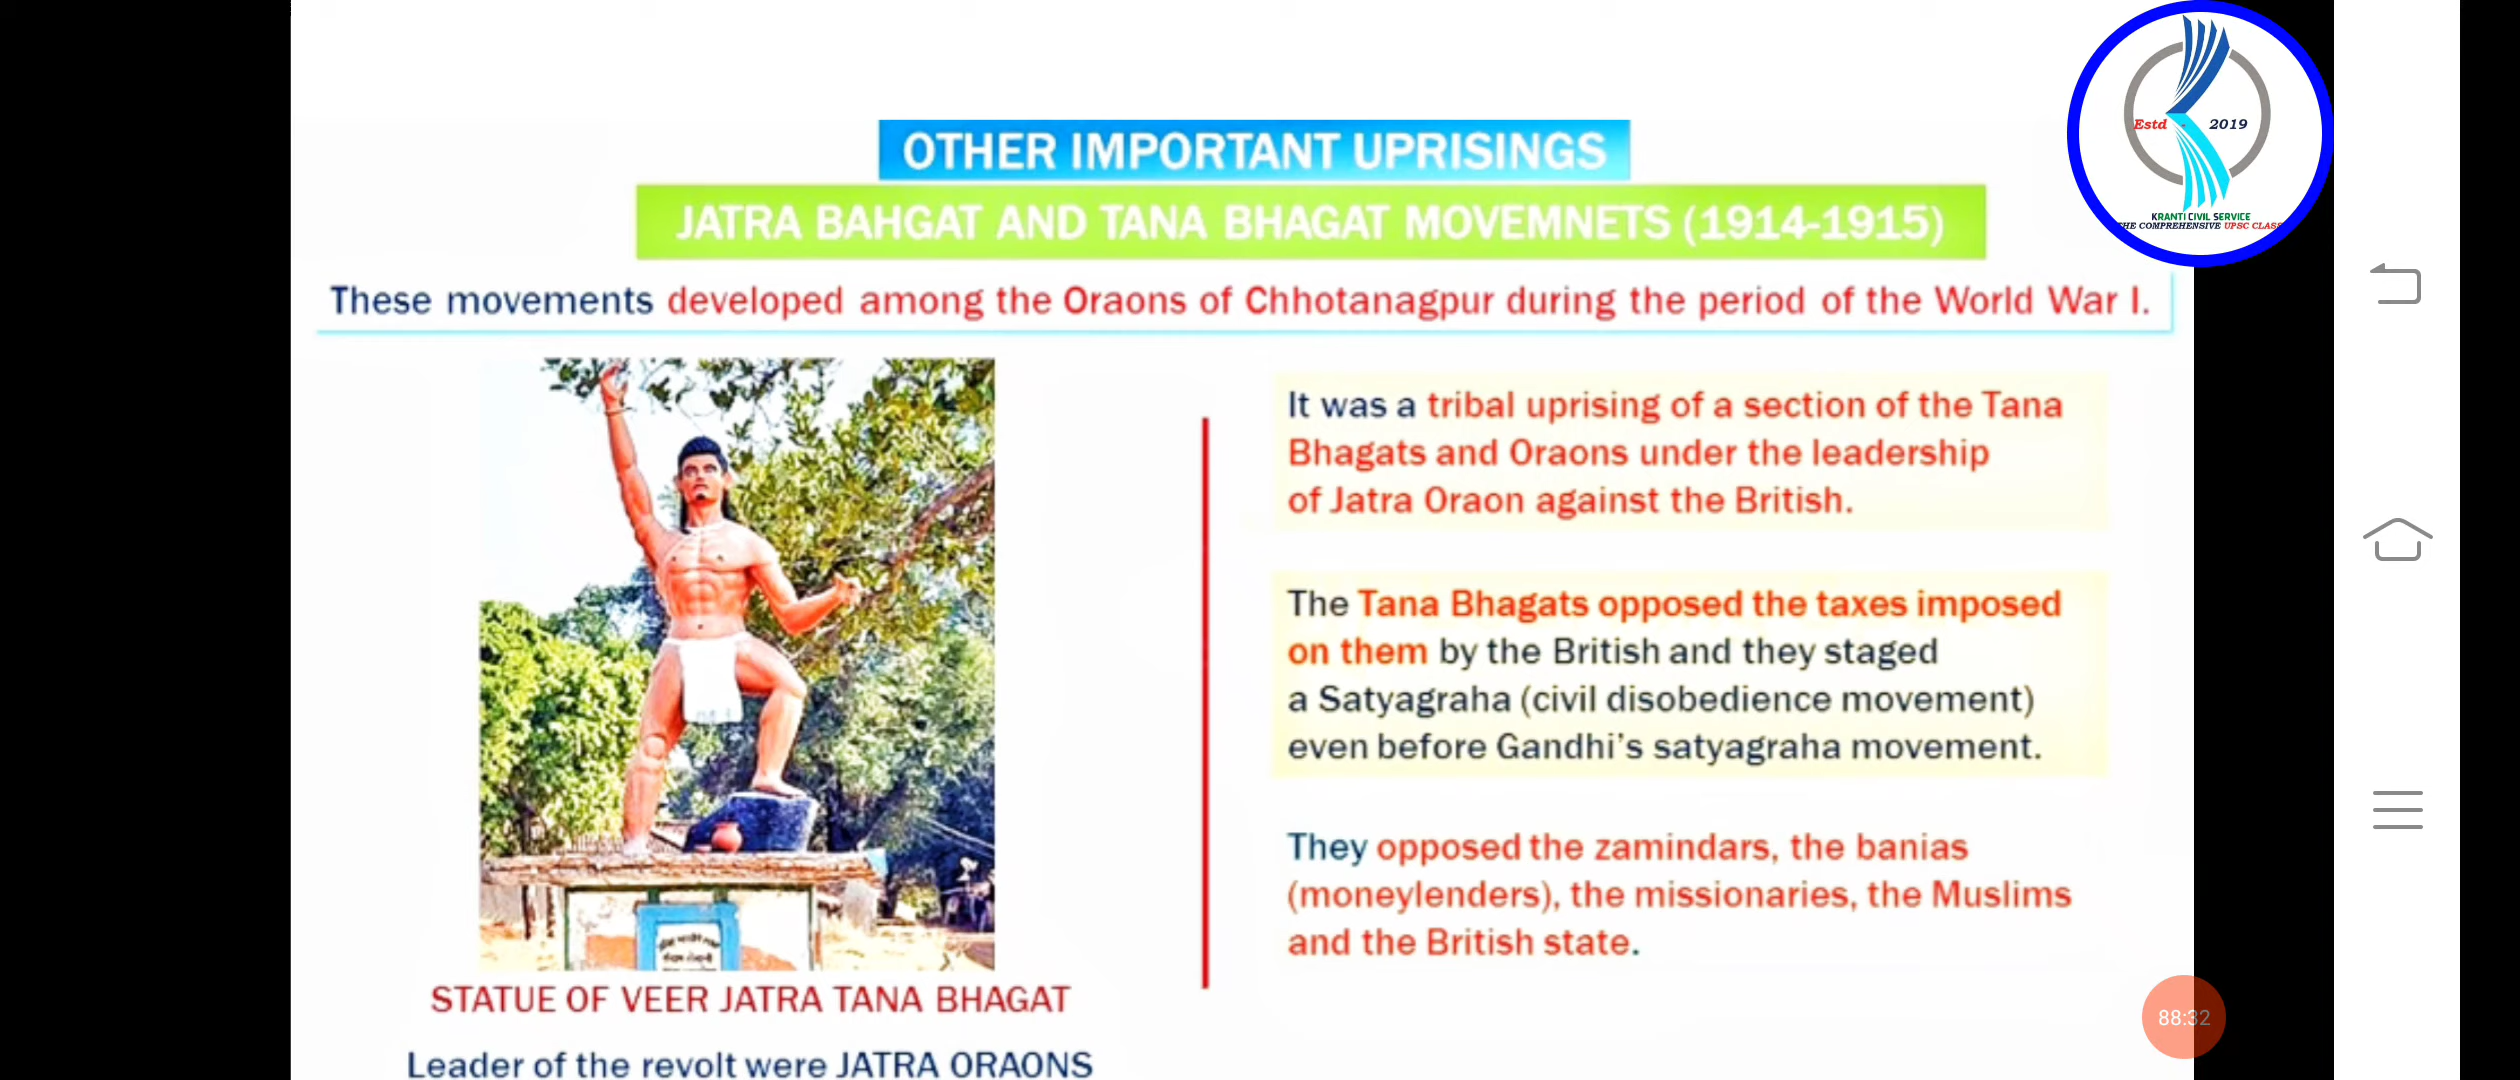 OTHER IMPORTANT UPRISINGS
JATRA BAHGAT AND TANA BHAGAT MOVEMNETS (1914-1915)
Estd - 2019
KRANTI CIVIL SERVICE
THE COMPREHENSIVE UPSC CLASS
These movements developed among the Oraons of Chhotanagpur during the period of the World War I.
It was a tribal uprising of a section of the Tana
Bhagats and Oraons under the leadership
of Jatra Oraon against the British.
The Tana Bhagats opposed the taxes imposed
on them by the British and they staged
a Satyagraha (civil disobedience movement)
even before Gandhi's satyagraha movement.
They opposed the zamindars, the banias
(moneylenders), the missionaries, the Muslims
and the British state.
STATUE OF VEER JATRA TANA BHAGAT
Leader of the revolt were JATRA ORAONS
88:32